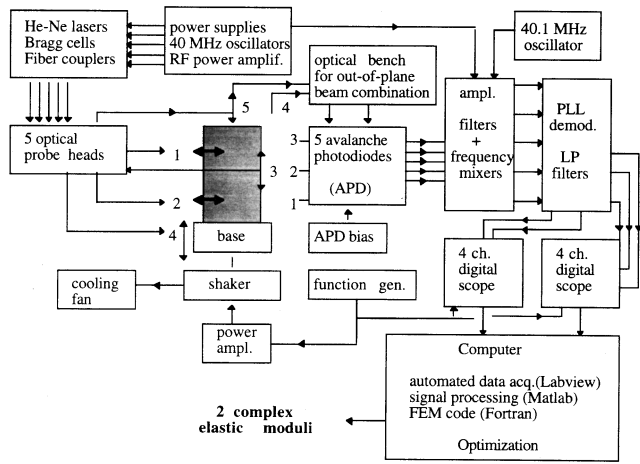 He-Ne lasers
Bragg cells
Fiber couplers
power supplies
40 MHz oscillators
RF power amplif.
40.1 MHz
oscillator
optical bench
for out-of-plane
beam combination
ampl.
filters
+
frequency
mixers
PLL
demod.
LP
filters
5
4
5 optical
probe heads
1
2
4
3
3
2
1
5 avalanche
photodiodes
(APD)
base
APD bias
4 ch.
digital
scope
4 ch.
digital
scope
cooling
fan
shaker
function gen.
power
ampl.
Computer
automated data acq.(Labview)
signal processing (Matlab)
FEM code (Fortran)
Optimization
2 complex
elastic moduli